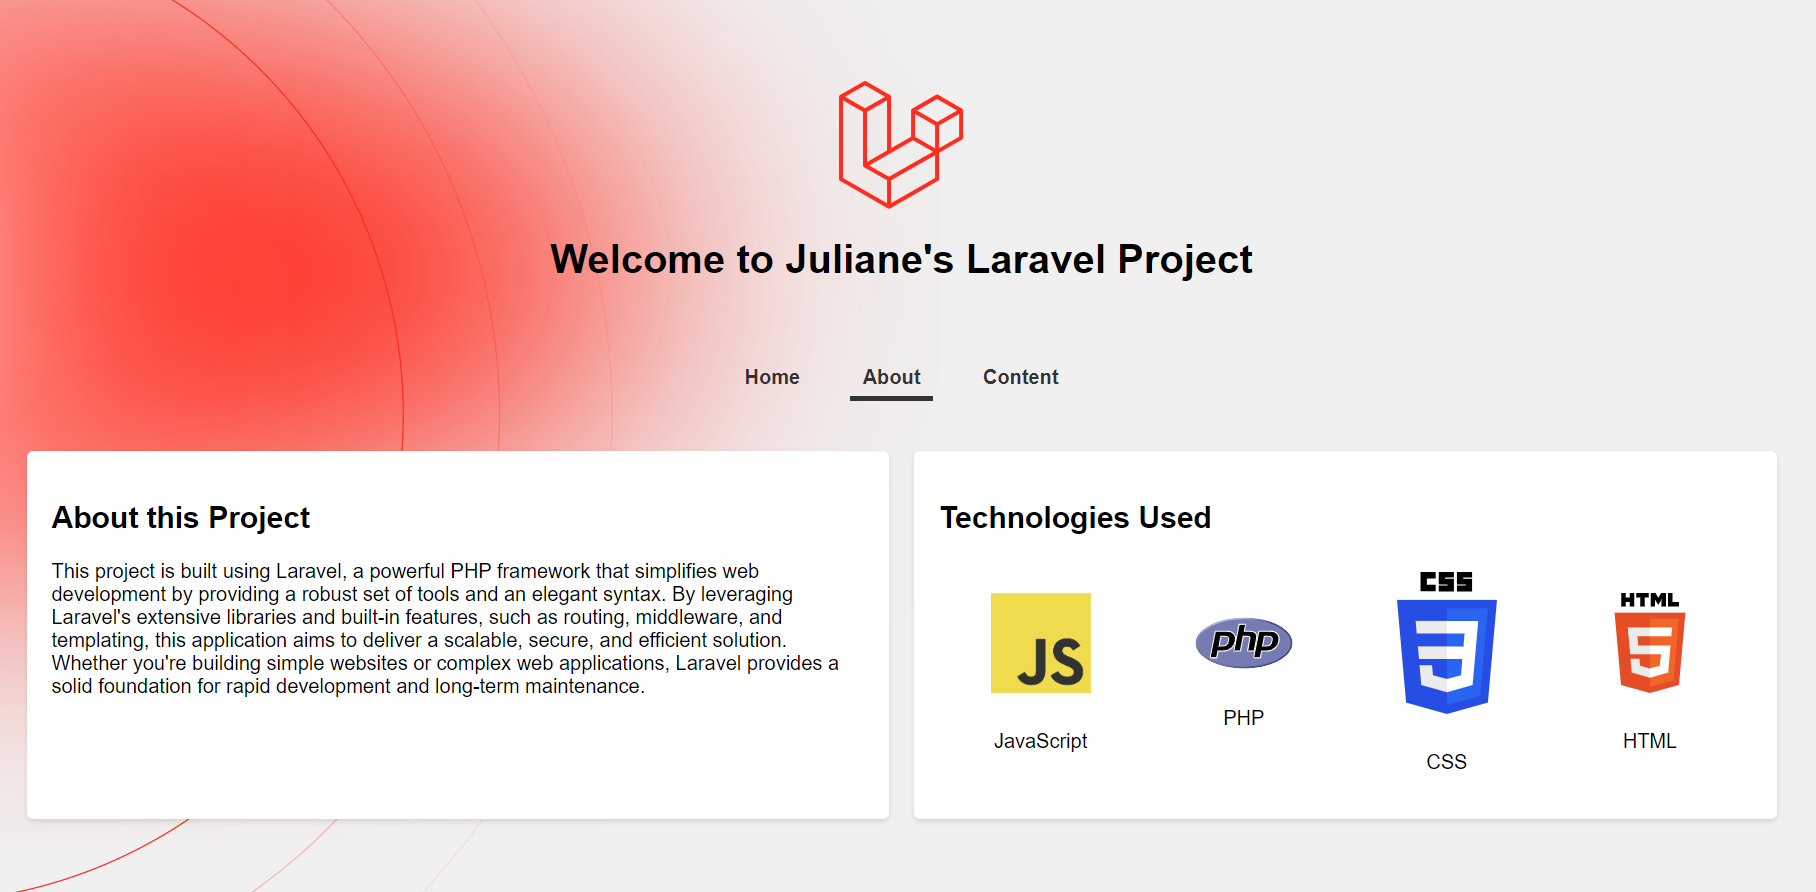 Welcome to Juliane's Laravel Project
Home About Content
About this Project
This project is built using Laravel, a powerful PHP framework that simplifies web
development by providing a robust set of tools and an elegant syntax. By leveraging
Laravel's extensive libraries and built-in features, such as routing, middleware, and
templating, this application aims to deliver a scalable, secure, and efficient solution.
Whether you're building simple websites or complex web applications, Laravel provides a
solid foundation for rapid development and long-term maintenance.
Technologies Used
JS
JavaScript
php
PHP
CSS
3
CSS
HTML
5
HTML